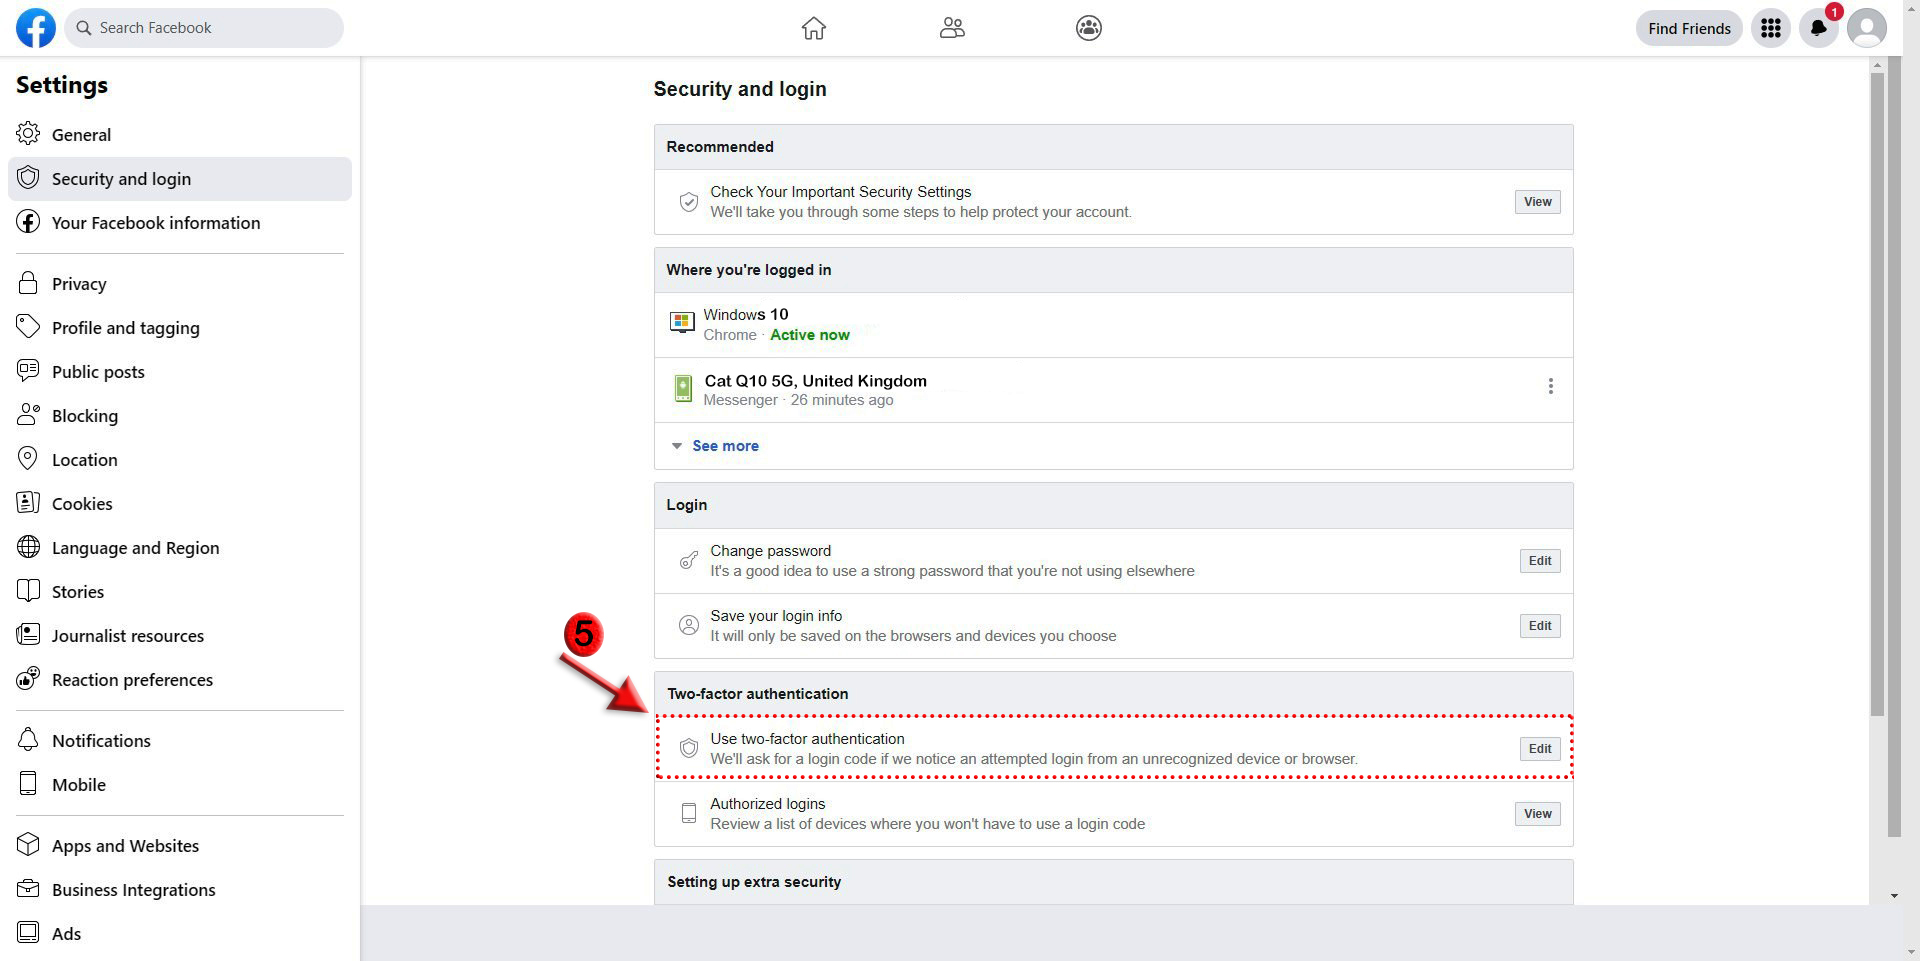 Search Facebook
Find Friends
1
Settings
General
Security and login
Your Facebook information
Privacy
Profile and tagging
Public posts
Blocking
Location
Cookies
Language and Region
Stories
Journalist resources
Reaction preferences
Notifications
Mobile
Apps and Websites
Business Integrations
Ads
Security and login
Recommended
Check Your Important Security Settings
We'll take you through some steps to help protect your account.
View
Where you're logged in
Windows 10
Chrome · Active now
Cat Q10 5G, United Kingdom
Messenger · 26 minutes ago
See more
Login
Change password
It's a good idea to use a strong password that you're not using elsewhere
Edit
Save your login info
It will only be saved on the browsers and devices you choose
Edit
5
Two-factor authentication
Use two-factor authentication
We'll ask for a login code if we notice an attempted login from an unrecognized device or browser.
Edit
Authorized logins
Review a list of devices where you won't have to use a login code
View
Setting up extra security